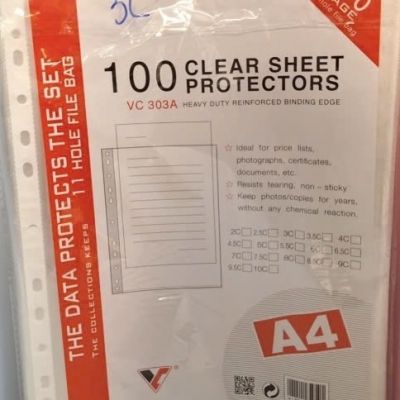 3C
100 CLEAR SHEET
PROTECTORS
VC 303A HEAVY DUTY REINFORCED BINDING EDGE
THE DATA PROTECTS THE SET
11 HOLE FILE BAG
THE COLLECTIONS KEEPS
Ideal for price lists,
photographs, certificates,
documents, etc.
Resists tearing, non - sticky
Keep photos/copies for years,
without any chemical reaction.
2C 2.5C 3C 3.5C 4C
4.5C 5C 5.5C 6C 6.5C
7C 7.5C 8C 8.5C 9C
9.5C 10C
A4